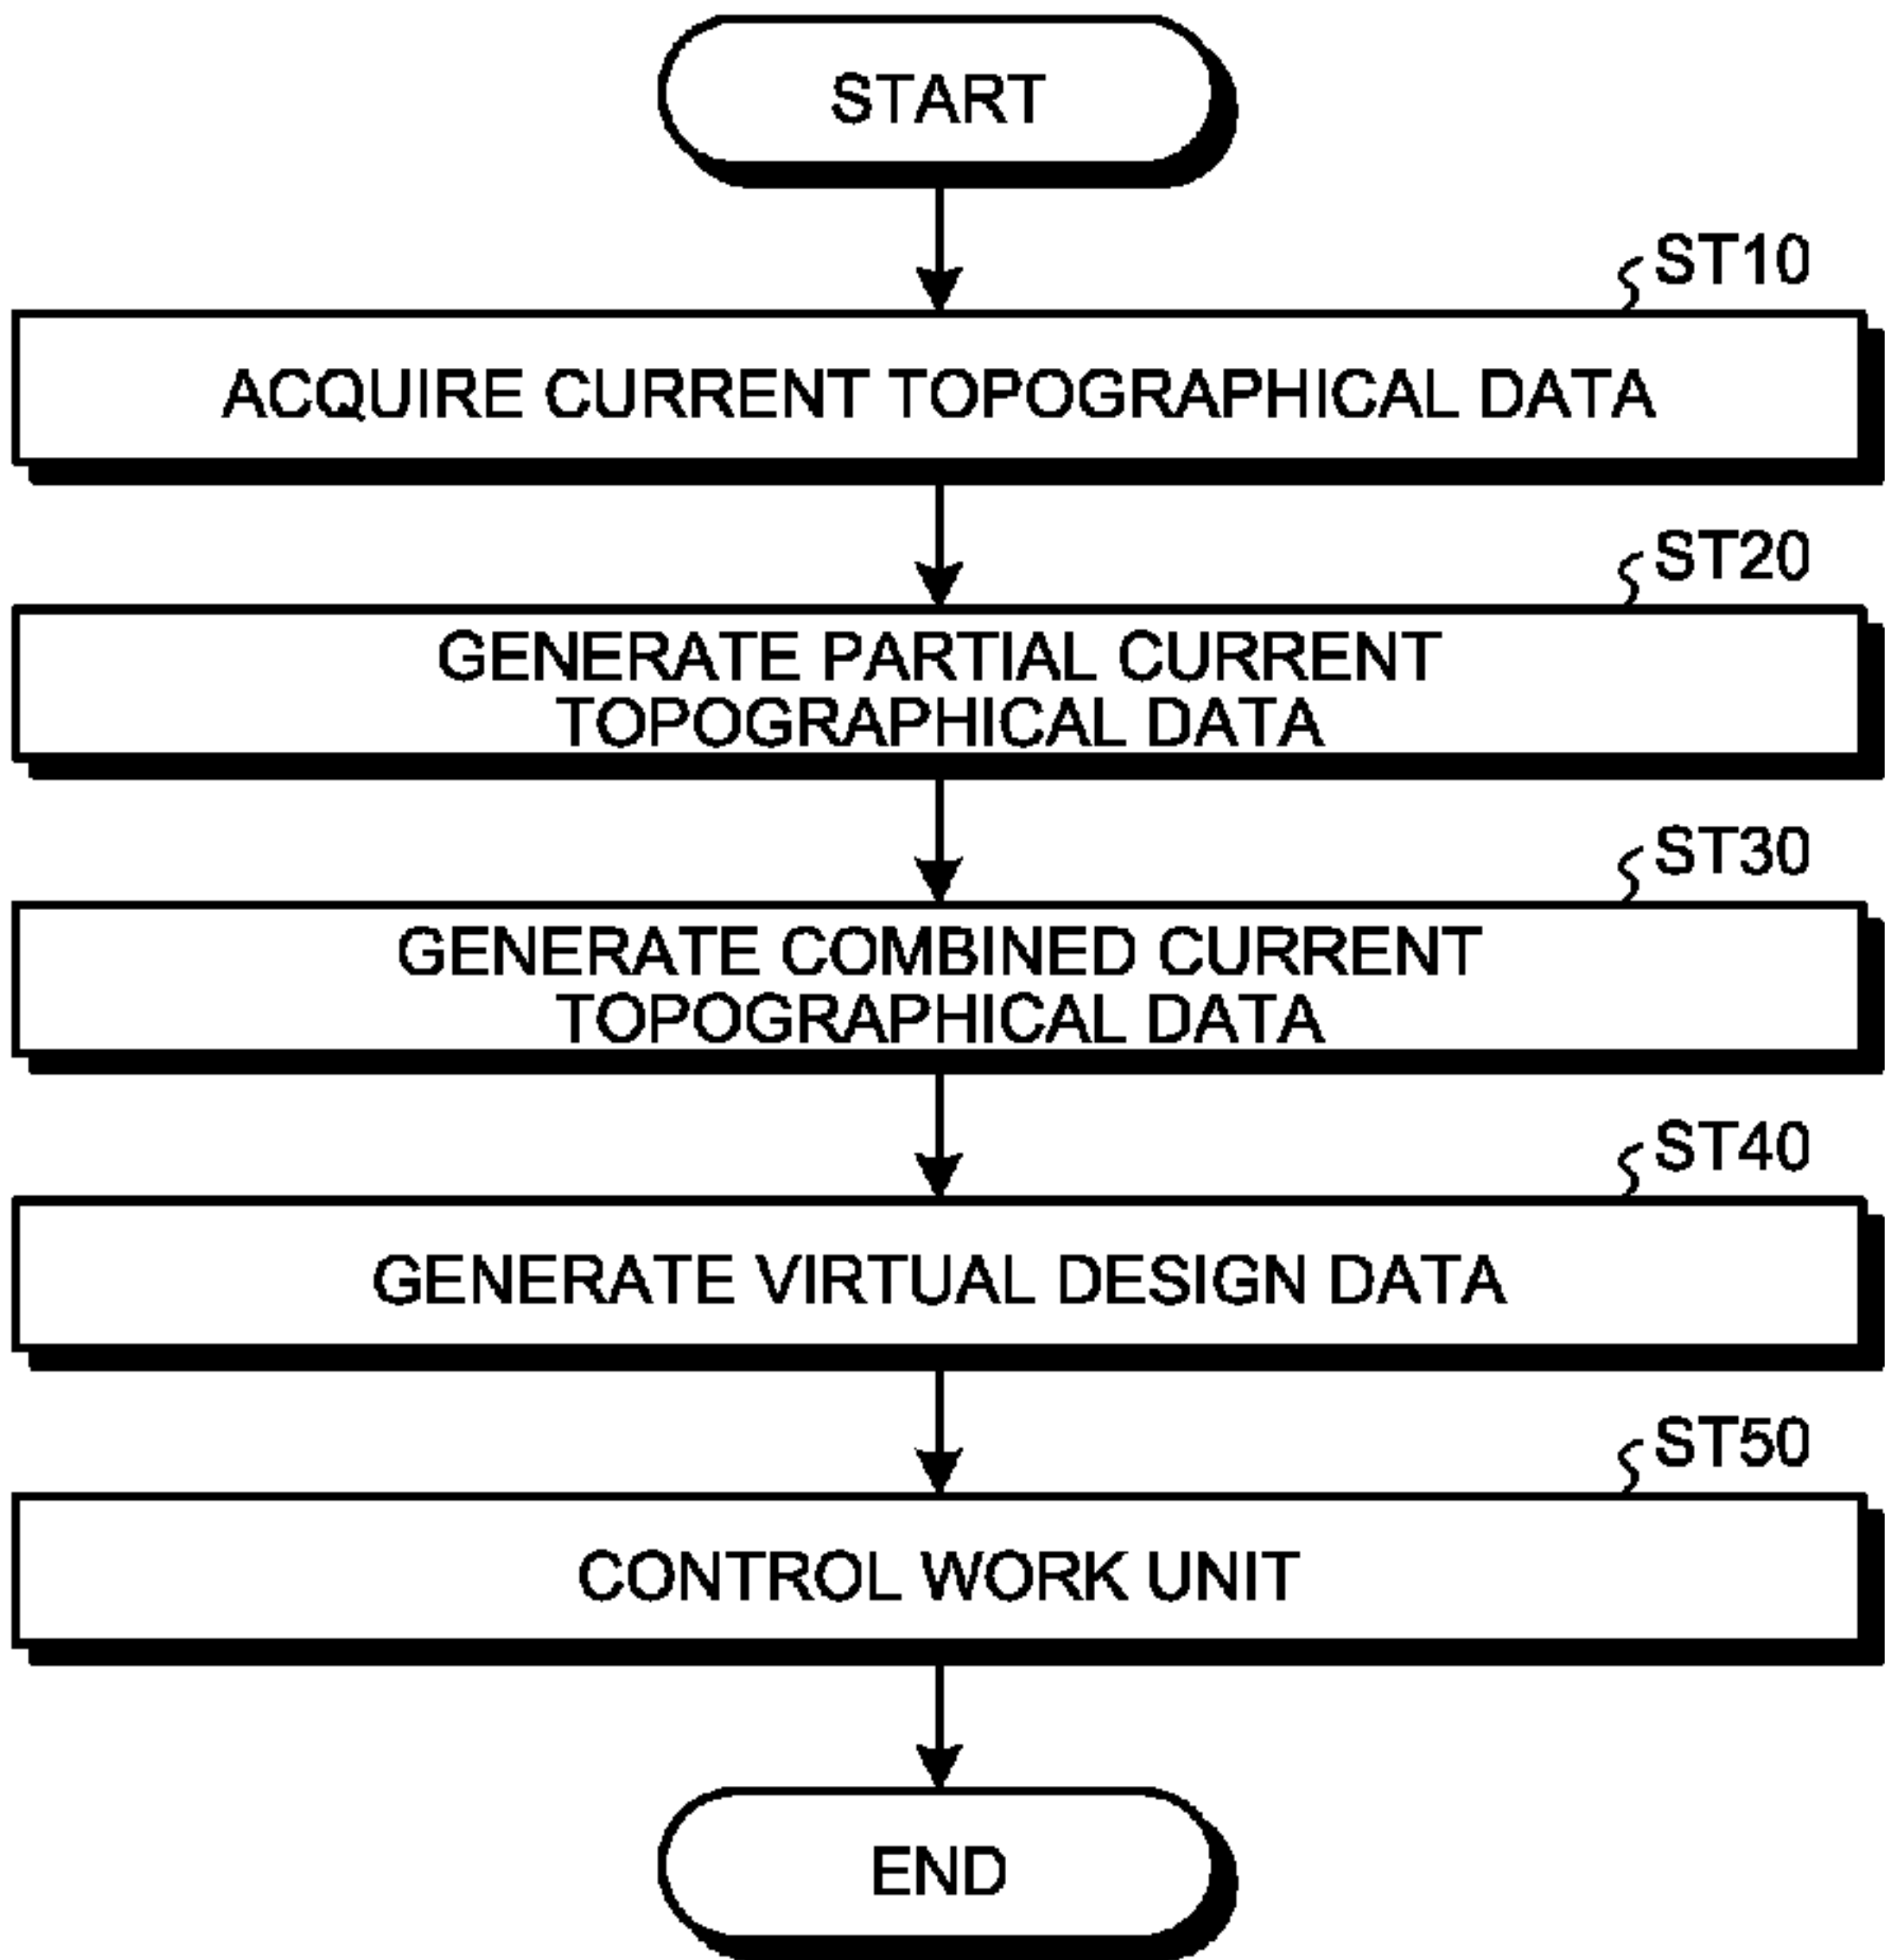 START
ST10
ACQUIRE CURRENT TOPOGRAPHICAL DATA
ST20
GENERATE PARTIAL CURRENT
TOPOGRAPHICAL DATA
ST30
GENERATE COMBINED CURRENT
TOPOGRAPHICAL DATA
ST40
GENERATE VIRTUAL DESIGN DATA
ST50
CONTROL WORK UNIT
END